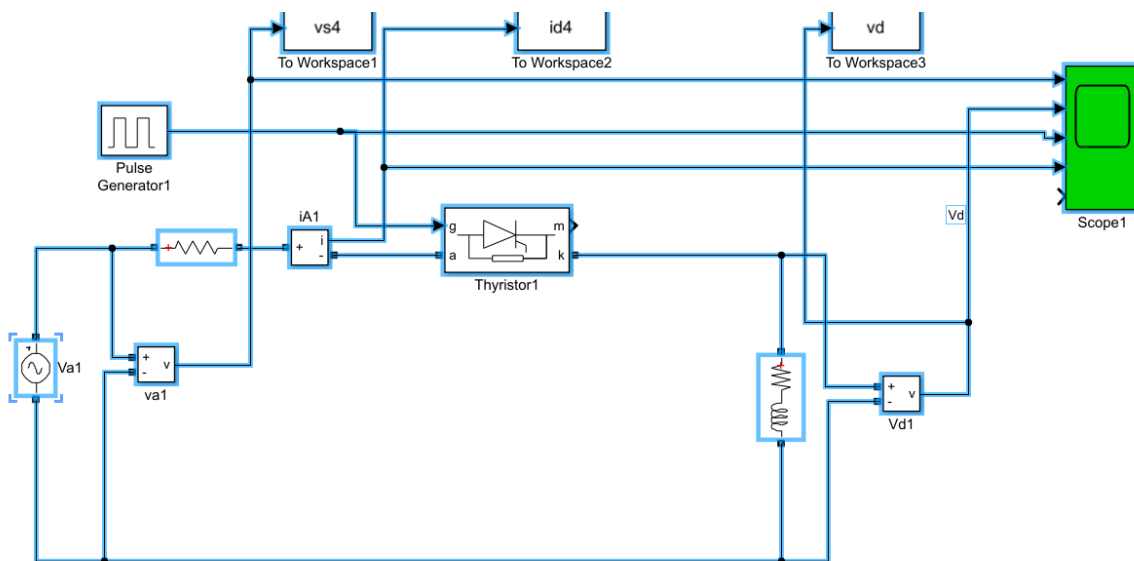 vs4
id4
vd
To Workspace1
To Workspace2
To Workspace3
Pulse
Generator1
Scope1
Vd
iA1
+
i
-
g
m
a
k
Thyristor1
+
Va1
+
-
v
va1
+
+
-
v
Vd1